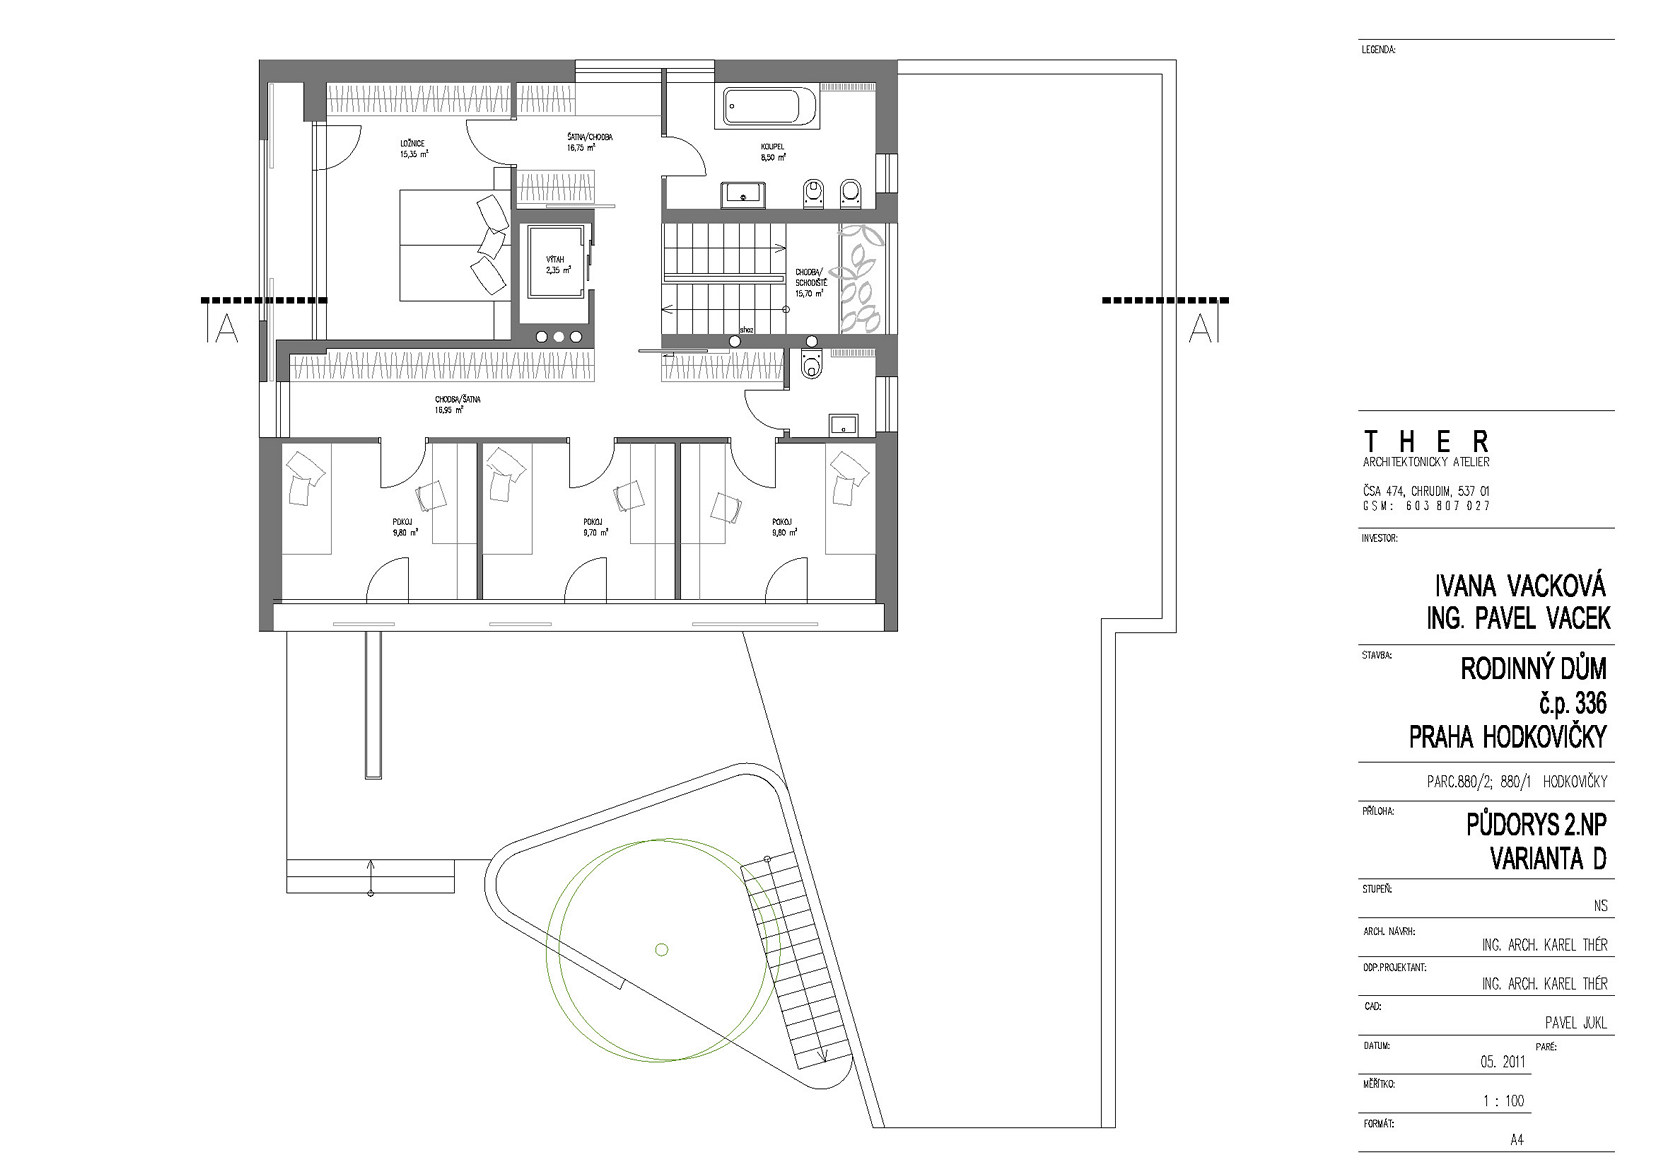 LOŽNICE
15,35 m²
ŠATNA/CHODBA
16,75 m²
KOUPEL
8,50 m²
VÝTAH
2,35 m²
CHODBA/
SCHODIŠTĚ
15,70 m²
shoz
A
A
CHODBA/ŠATNA
16,95 m²
POKOJ
9,80 m²
POKOJ
9,70 m²
POKOJ
9,80 m²
LEGENDA:
THER
ARCHITEKTONICKY ATELIER
ČSA 474, CHRUDIM, 537 01
GSM: 603 807 027
INVESTOR:
IVANA VACKOVÁ
ING. PAVEL VACEK
STAVBA:
RODINNÝ DŮM
č.p. 336
PRAHA HODKOVIČKY
PARC.880/2; 880/1 HODKOVIČKY
PŘÍLOHA:
PŮDORYS 2.NP
VARIANTA D
STUPEŇ:
NS
ARCH. NÁVRH:
ING. ARCH. KAREL THÉR
ODP.PROJEKTANT:
ING. ARCH. KAREL THÉR
CAD:
PAVEL JUKL
DATUM:
05. 2011
PARÉ:
MĚŘÍTKO:
1 : 100
FORMÁT:
A4